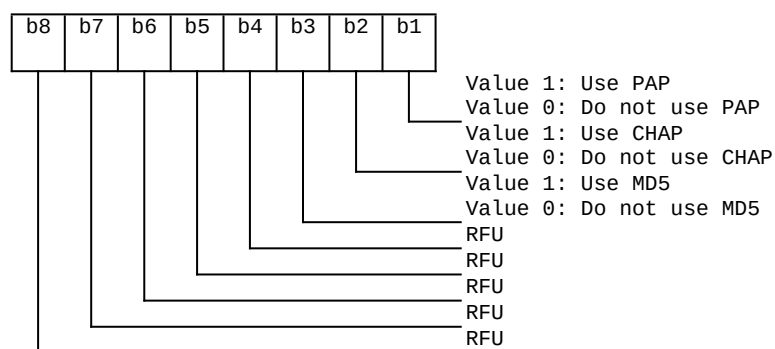 b8 b7 b6 b5 b4 b3 b2 b1
Value 1: Use PAP
Value 0: Do not use PAP
Value 1: Use CHAP
Value 0: Do not use CHAP
Value 1: Use MD5
Value 0: Do not use MD5
RFU
RFU
RFU
RFU
RFU